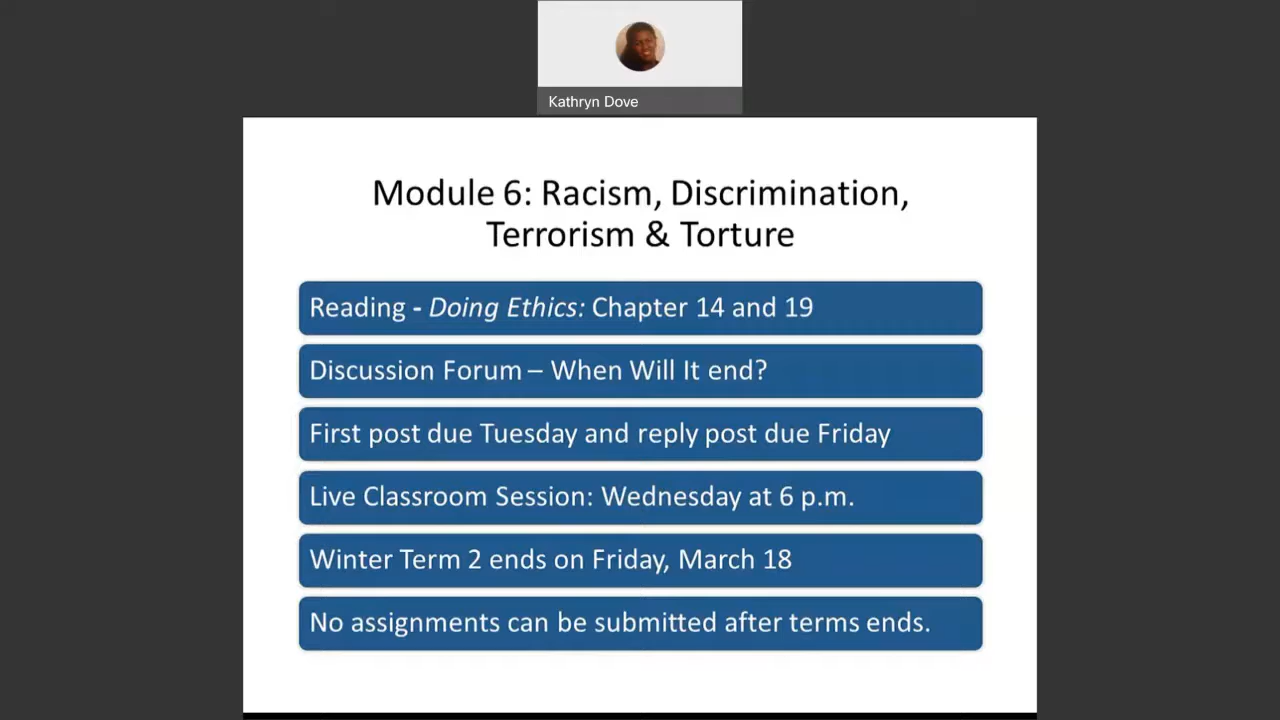 Kathryn Dove
Module 6: Racism, Discrimination,
Terrorism & Torture
Reading - Doing Ethics: Chapter 14 and 19
Discussion Forum – When Will It end?
First post due Tuesday and reply post due Friday
Live Classroom Session: Wednesday at 6 p.m.
Winter Term 2 ends on Friday, March 18
No assignments can be submitted after terms ends.